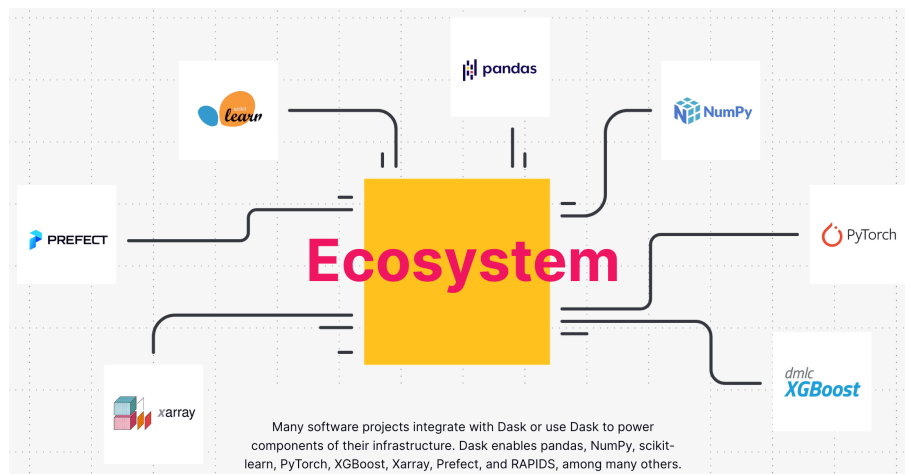 pandas
scikit
learn
NumPy
PREFECT
PyTorch
Ecosystem
dmlc
XGBoost
xarray
Many software projects integrate with Dask or use Dask to power
components of their infrastructure. Dask enables pandas, NumPy, scikit-
learn, PyTorch, XGBoost, Xarray, Prefect, and RAPIDS, among many others.